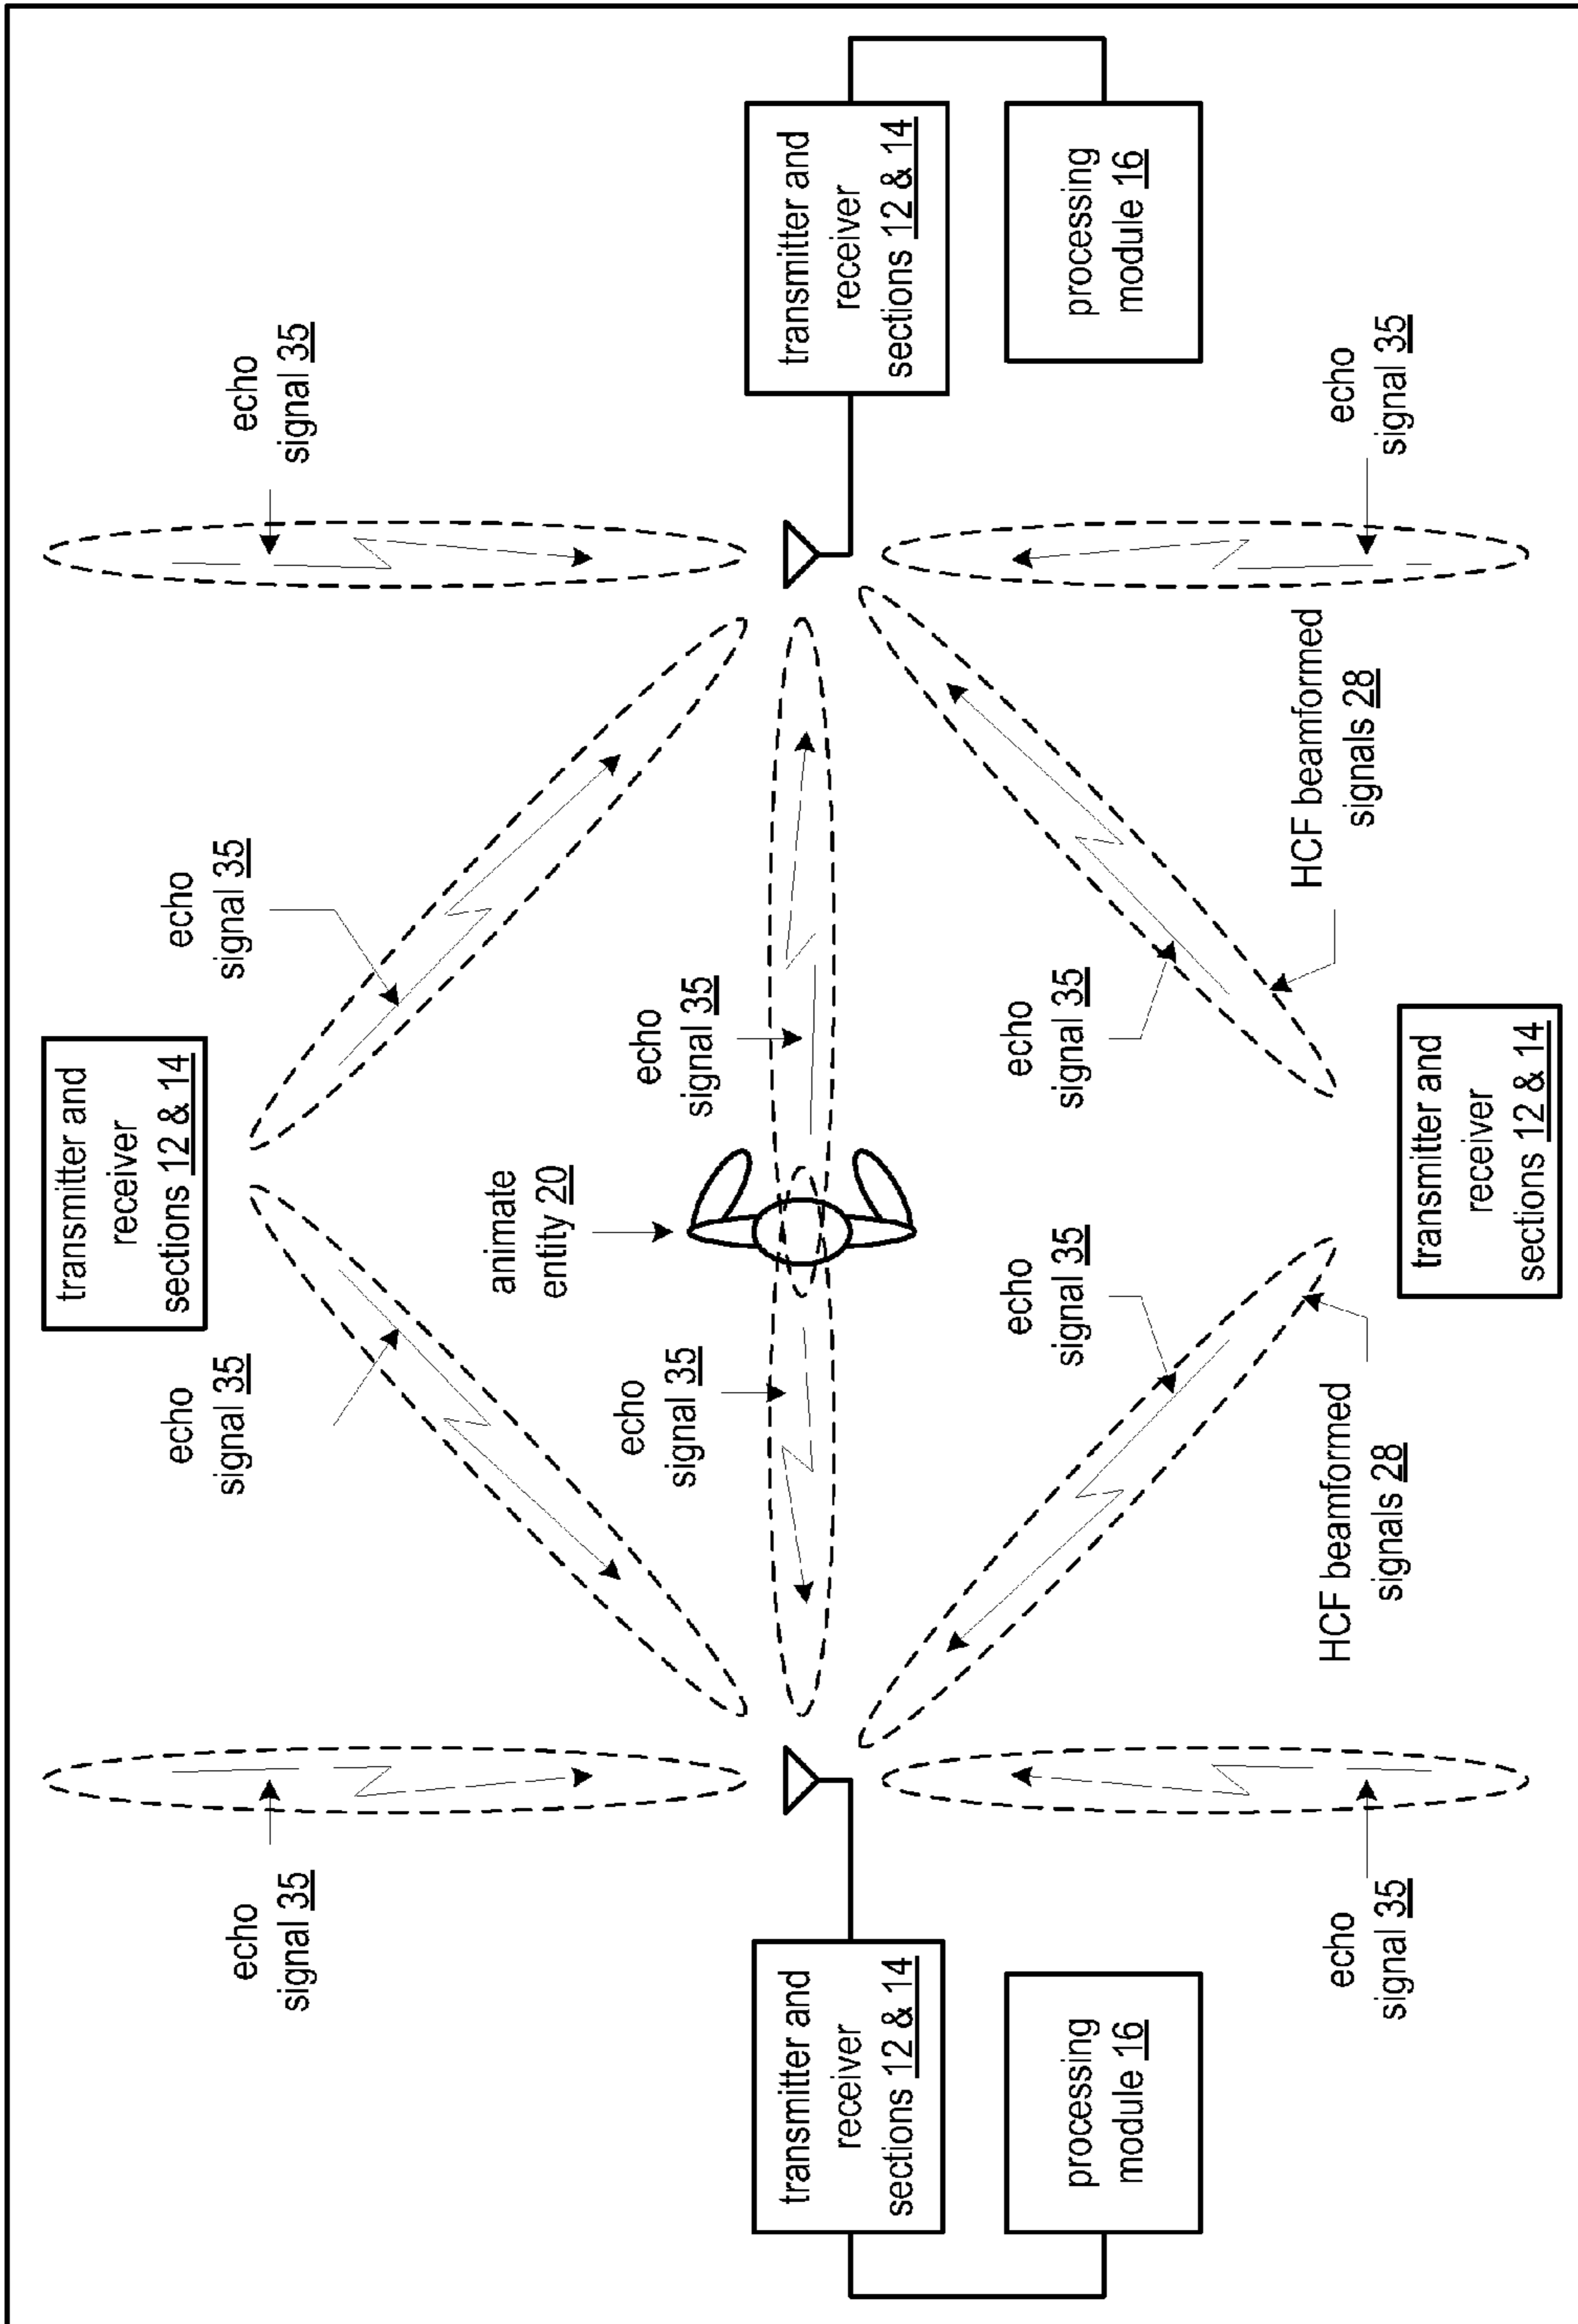 transmitter and
receiver
sections 12 & 14
echo
signal 35
echo
signal 35
echo
signal 35
echo
signal 35
animate
entity 20
echo
signal 35
echo
signal 35
transmitter and
receiver
sections 12 & 14
processing
module 16
transmitter and
receiver
sections 12 & 14
processing
module 16
echo
signal 35
echo
signal 35
echo
signal 35
HCF beamformed
signals 28
HCF beamformed
signals 28
echo
signal 35
transmitter and
receiver
sections 12 & 14